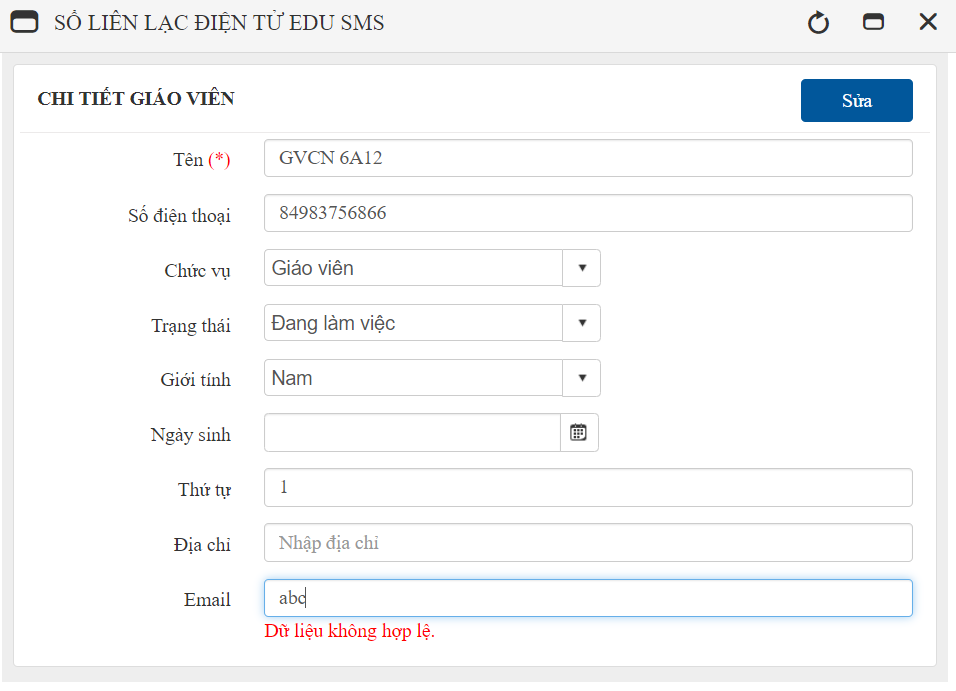 SỔ LIÊN LẠC ĐIỆN TỬ EDU SMS
CHI TIẾT GIÁO VIÊN
Sửa
Tên (*) GVCN 6A12
Số điện thoại 84983756866
Chức vụ Giáo viên
Trạng thái Đang làm việc
Giới tính Nam
Ngày sinh
Thứ tự 1
Địa chỉ Nhập địa chỉ
Email abc
Dữ liệu không hợp lệ.